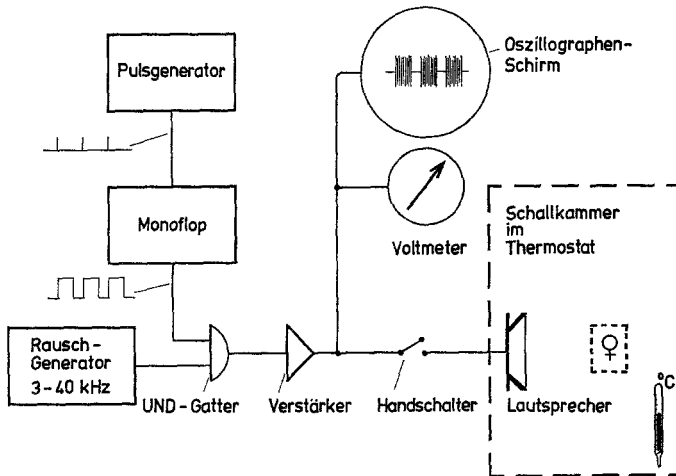 Pulsgenerator
Oszillographen-
Schirm
Monoflop
Voltmeter
Schallkammer
im
Thermostat
Rausch-
Generator
3-40 kHz
UND-Gatter
Verstärker
Handschalter
Lautsprecher
♀
°C